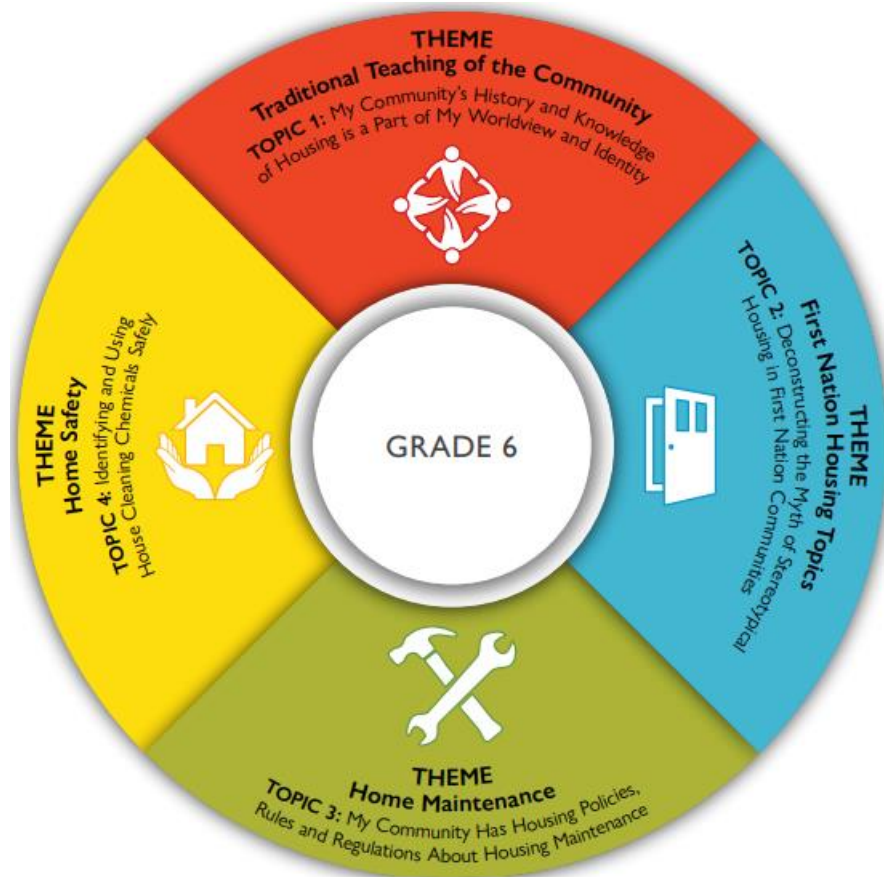 THEME
Traditional Teaching of the Community
TOPIC 1: My Community's History and Knowledge
of Housing is a Part of My Worldview and Identity
THEME
First Nation Housing Topics
TOPIC 2: Deconstructing the Myth of Stereotypical
Housing in First Nation Communities
THEME
Home Maintenance
TOPIC 3: My Community Has Housing Policies,
Rules and Regulations About Housing Maintenance
THEME
Home Safety
TOPIC 4: Identifying and Using
House Cleaning Chemicals Safely
GRADE 6